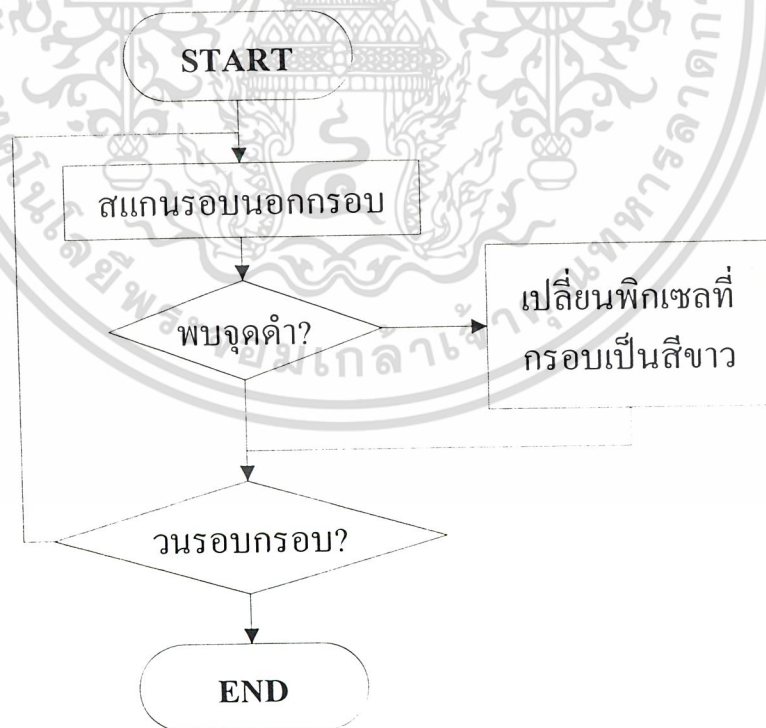 START
สแกนรอบนอกกรอบ
พบจุดดำ?
เปลี่ยนพิกเซลที่
กรอบเป็นสีขาว
วนรอบกรอบ?
END